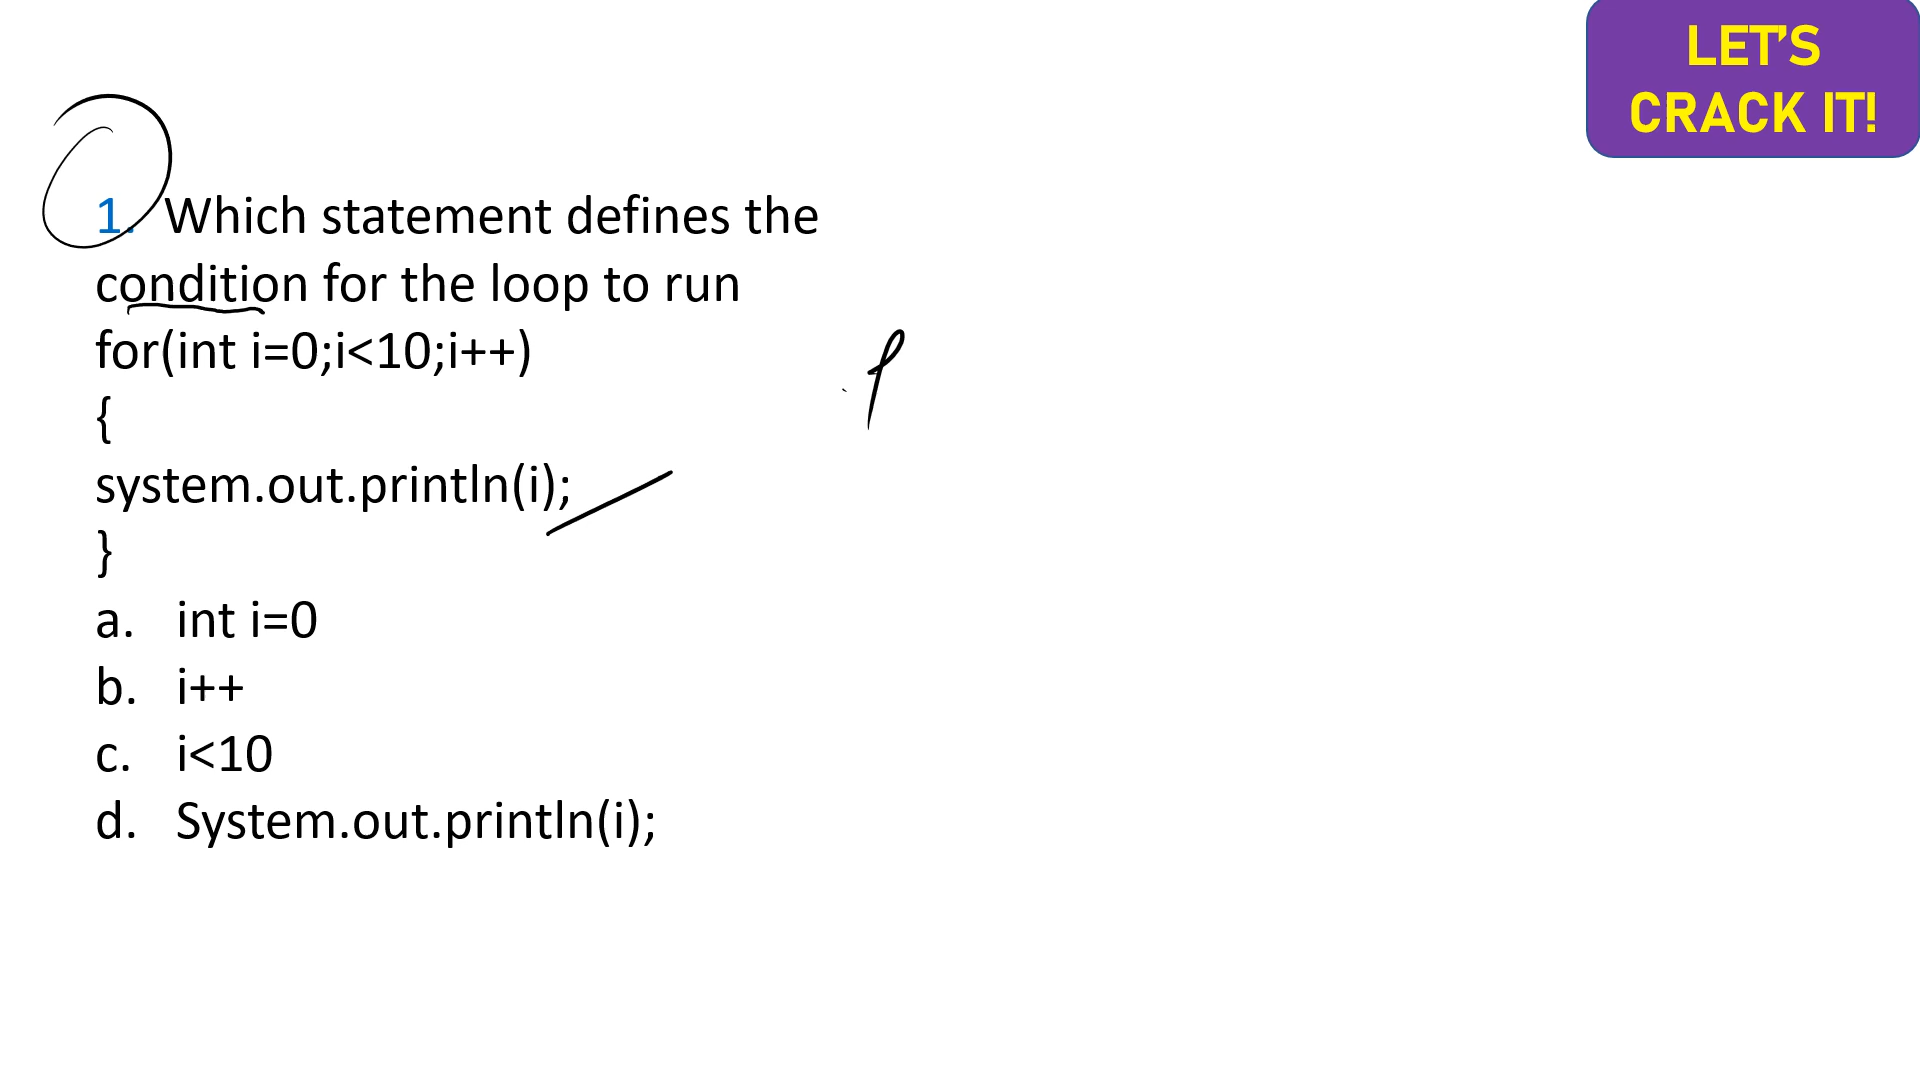 LET'S
CRACK IT!
1. Which statement defines the
condition for the loop to run
for(int i=0;i<10;i++)
{
system.out.println(i);
}
a. int i=0
b. i++
c. i<10
d. System.out.println(i);